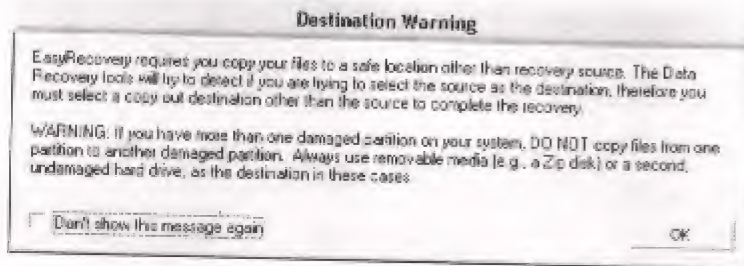 Destination Warning
EasyRecovery requires you copy your files to a safe location other than recovery source. The Data
Recovery tools will try to detect if you are trying to select the source as the destination, therefore you
must select a copy out destination other than the source to complete the recovery.
WARNING: If you have more than one damaged partition on your system, DO NOT copy files from one
partition to another damaged partition. Always use removable media (e.g., a Zip disk) or a second,
undamaged hard drive, as the destination in these cases.
Don't show this message again
OK